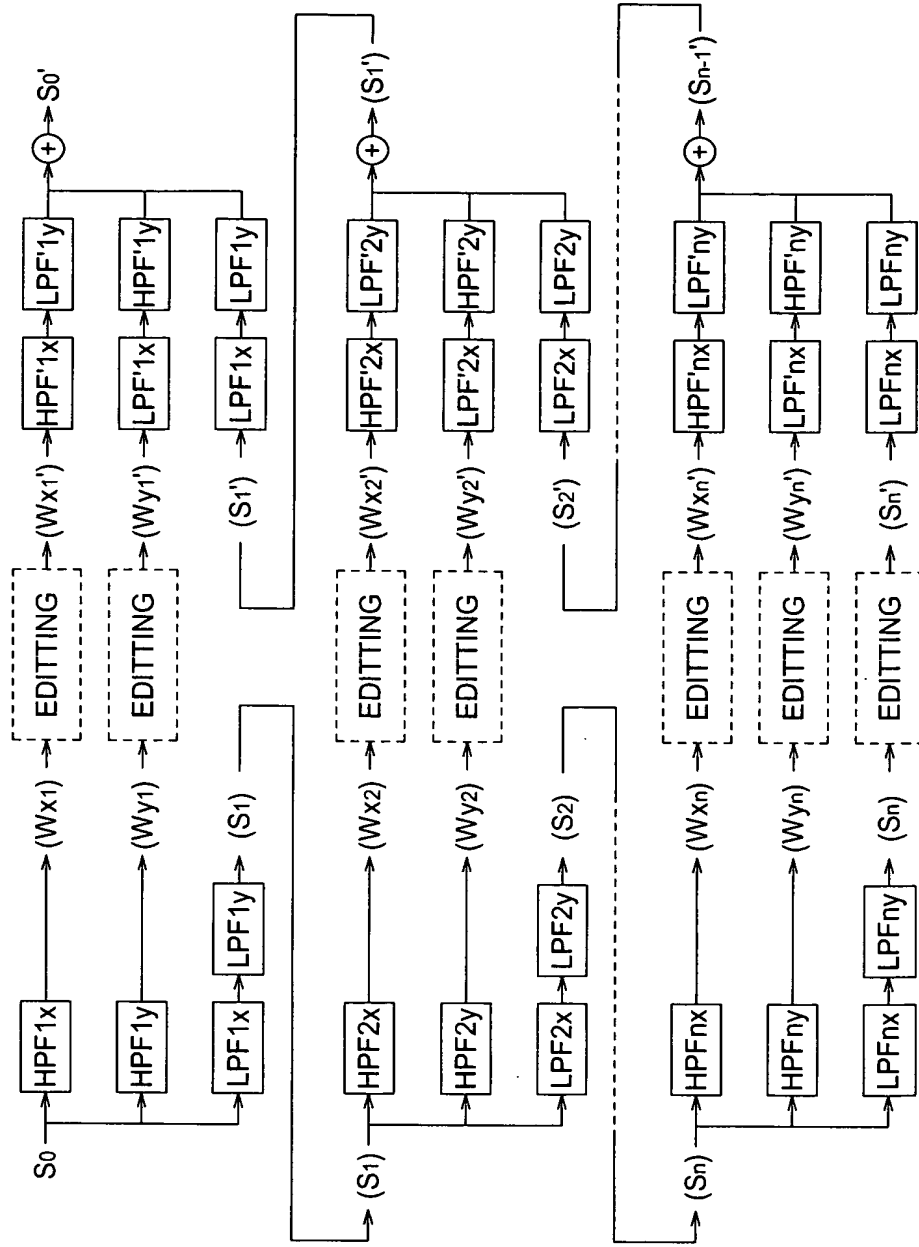 S0 HPF1x (Wx1) EDITTING (Wx1') HPF'1x LPF'1y + S0'
HPF1y (Wy1) EDITTING (Wy1') LPF'1x HPF'1y
LPF1x LPF1y (S1) (S1') LPF1x LPF1y
(S1) HPF2x (Wx2) EDITTING (Wx2') HPF'2x LPF'2y + (S1')
HPF2y (Wy2) EDITTING (Wy2') LPF'2x HPF'2y
LPF2x LPF2y (S2) (S2') LPF2x LPF2y
(Sn) HPFnx (Wxn) EDITTING (Wxn') HPF'nx LPF'ny + (Sn-1')
HPFny (Wyn) EDITTING (Wyn') LPF'nx HPF'ny
LPFnx LPFny (Sn) EDITTING (Sn') LPFnx LPFny